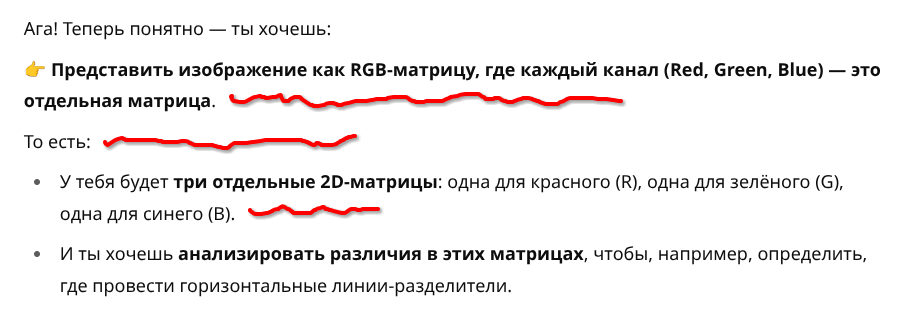 Ага! Теперь понятно — ты хочешь:
👉 Представить изображение как RGB-матрицу, где каждый канал (Red, Green, Blue) — это
отдельная матрица.
То есть:
• У тебя будет три отдельные 2D-матрицы: одна для красного (R), одна для зелёного (G),
одна для синего (B).
• И ты хочешь анализировать различия в этих матрицах, чтобы, например, определить,
где провести горизонтальные линии-разделители.